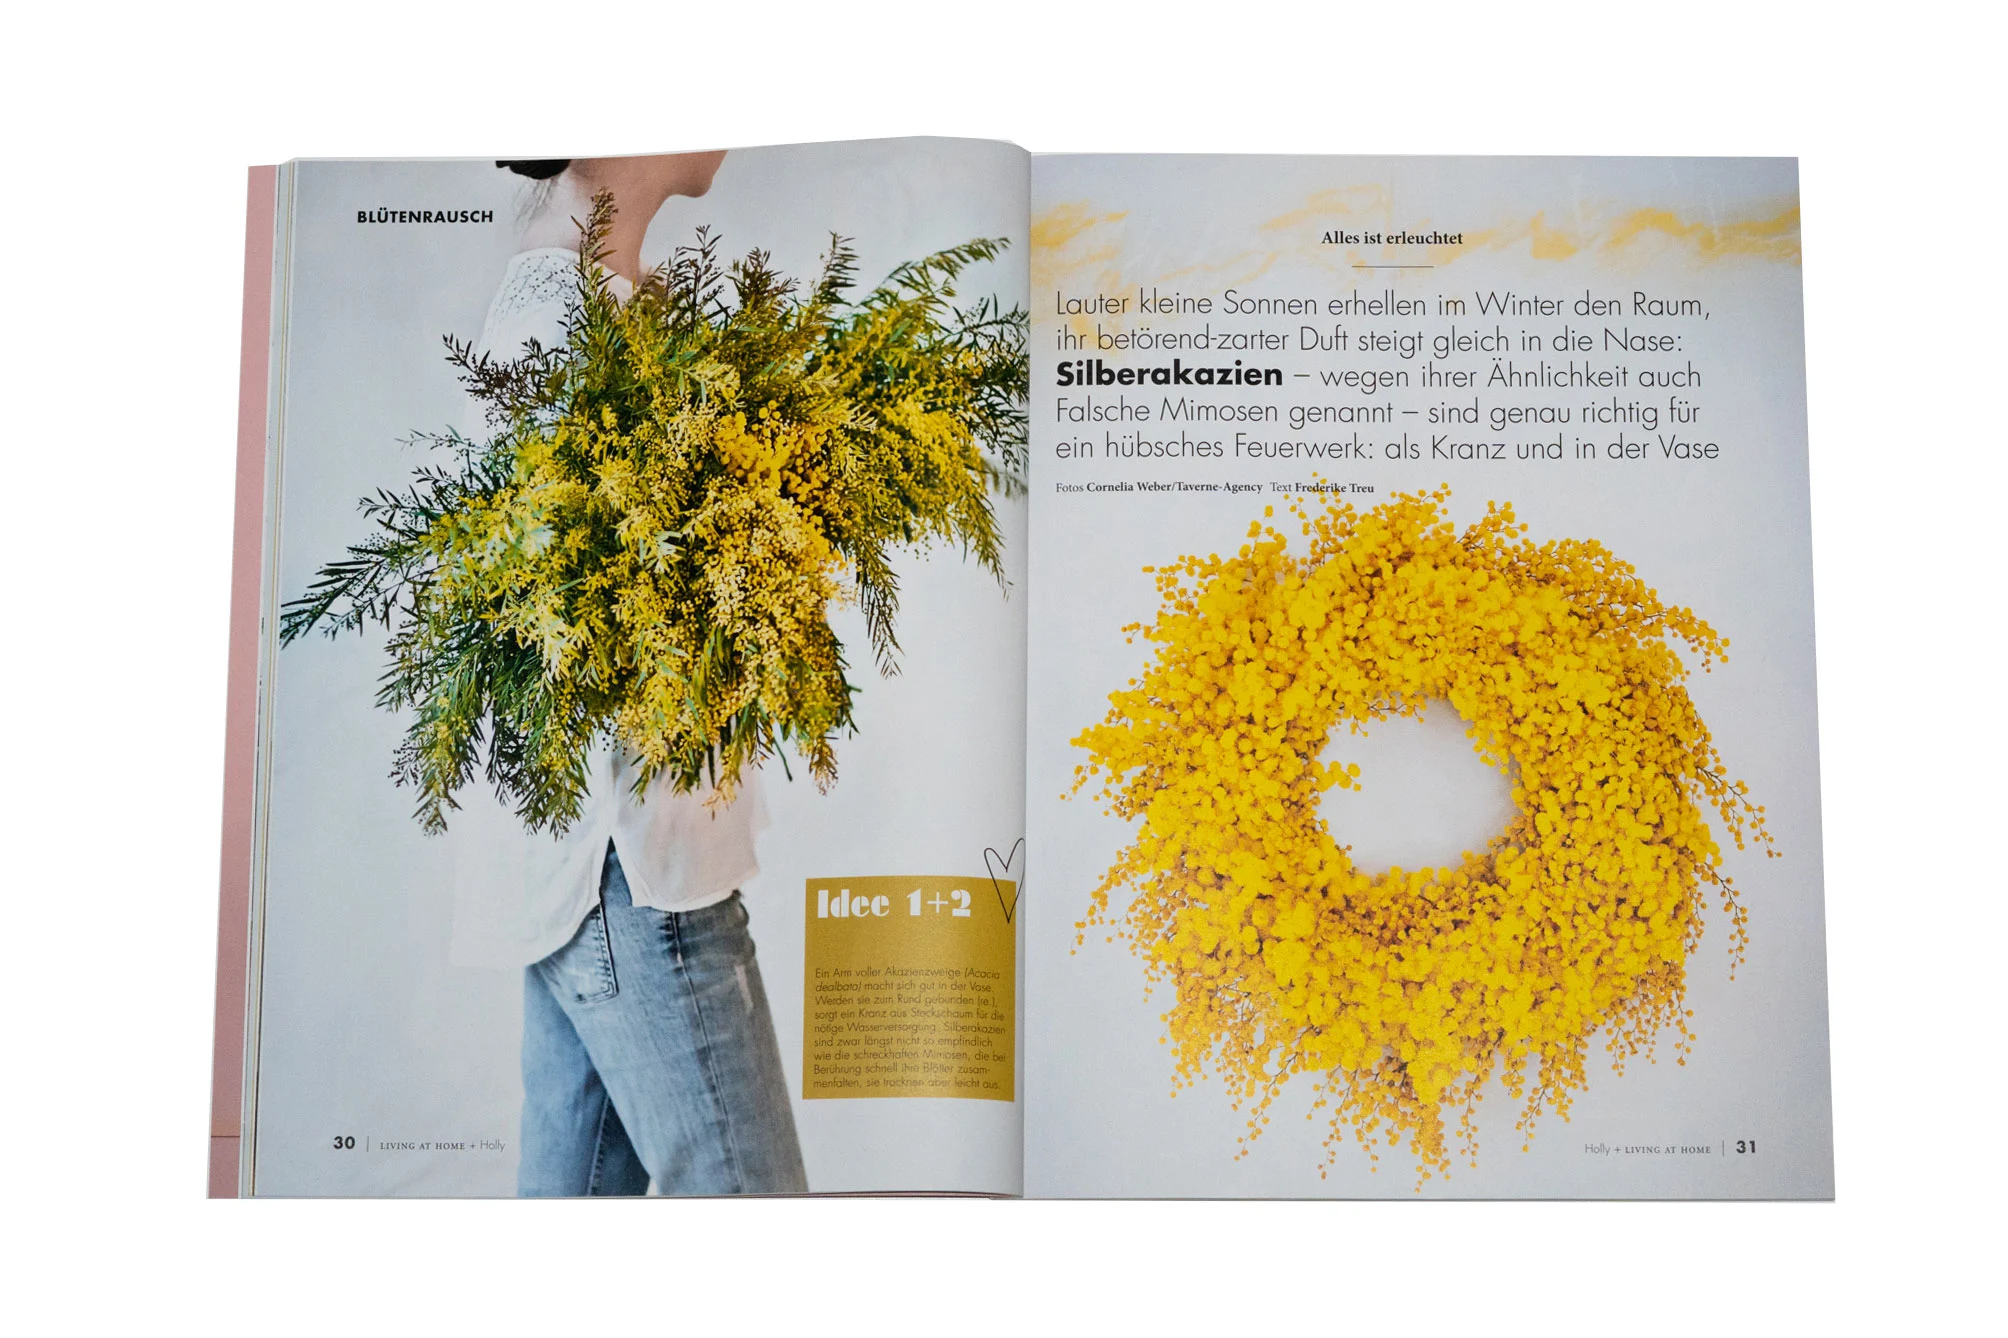 BLÜTENRAUSCH
Idee 1+2
Ein Arm voller Akazienzweige (Acacia
dealbata) macht sich gut in der Vase.
Werden sie zum Rund gebunden (re.),
sorgt ein Kranz aus Steckschaum für die
nötige Wasserversorgung. Silberakazien
sind zwar längst nicht so empfindlich
wie die schreckhaften Mimosen, die bei
Berührung schnell ihre Blätter zusam-
menfalten, sie trocknen aber leicht aus.
30 | LIVING AT HOME + Holly
Alles ist erleuchtet
Lauter kleine Sonnen erhellen im Winter den Raum,
ihr betörend-zarter Duft steigt gleich in die Nase:
Silberakazien – wegen ihrer Ähnlichkeit auch
Falsche Mimosen genannt – sind genau richtig für
ein hübsches Feuerwerk: als Kranz und in der Vase
Fotos Cornelia Weber/Taverne-Agency Text Frederike Treu
Holly + LIVING AT HOME | 31